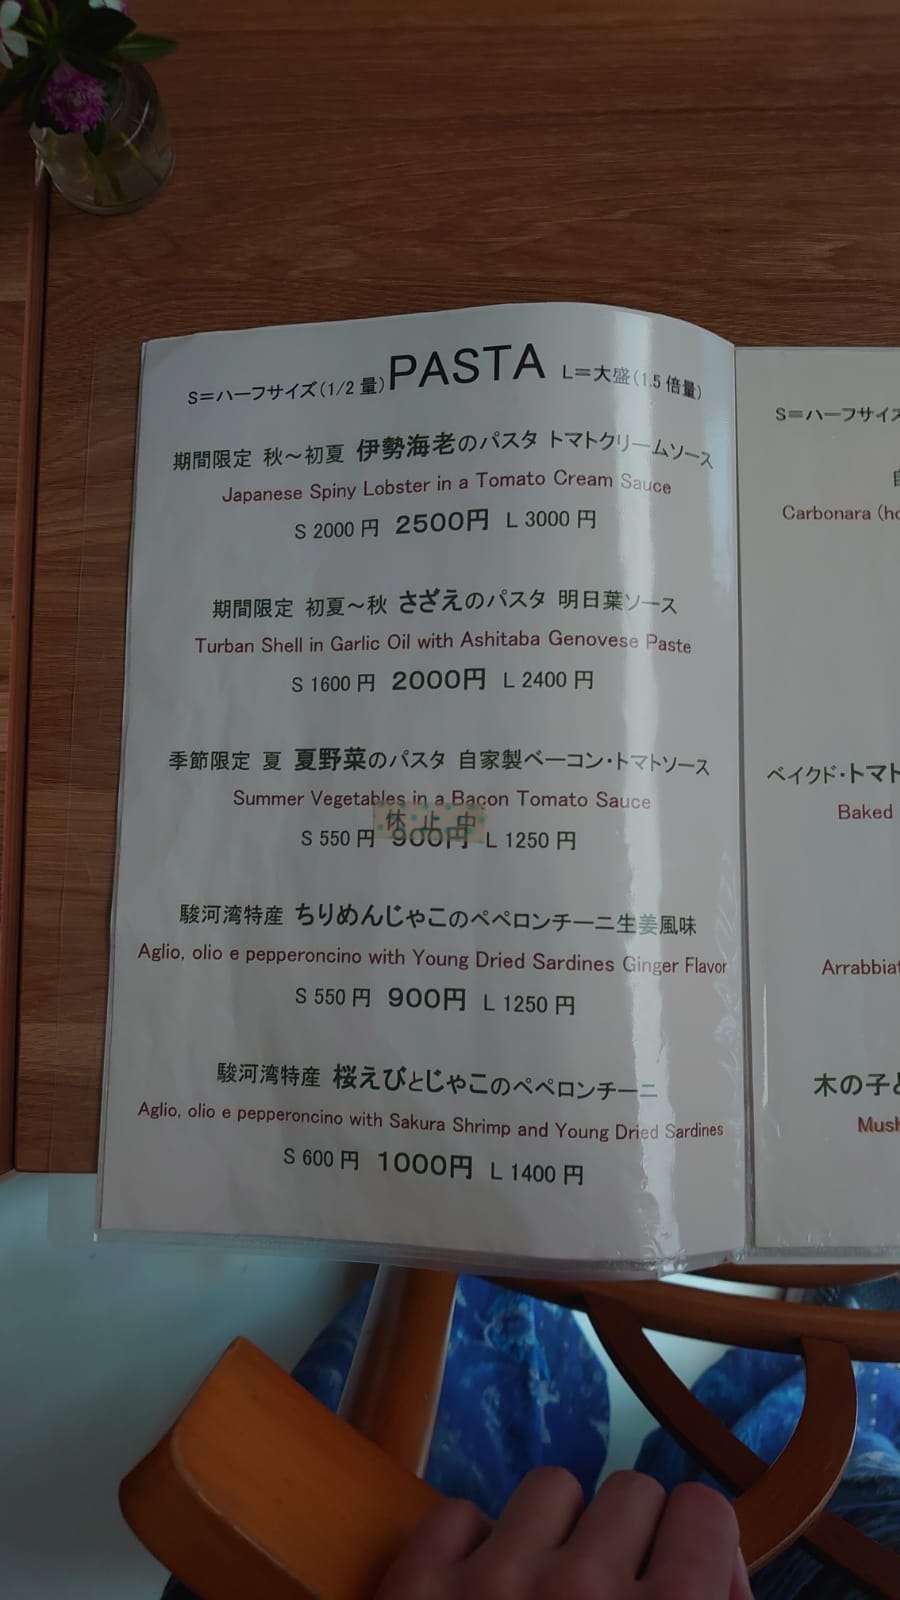 PASTA
S=ハーフサイズ(1/2 量)
L=大盛(1.5 倍量)
期間限定 秋～初夏 伊勢海老のパスタ トマトクリームソース
Japanese Spiny Lobster in a Tomato Cream Sauce
S 2000 円 2500円 L 3000 円
期間限定 初夏～秋 さざえのパスタ 明日葉ソース
Turban Shell in Garlic Oil with Ashitaba Genovese Paste
S 1600 円 2000円 L 2400 円
季節限定 夏 夏野菜のパスタ 自家製ベーコン・トマトソース
Summer Vegetables in a Bacon Tomato Sauce
休止中
S 550 円 900円 L 1250 円
駿河湾特産 ちりめんじゃこのペペロンチーニ生姜風味
Aglio, olio e pepperoncino with Young Dried Sardines Ginger Flavor
S 550 円 900円 L 1250 円
駿河湾特産 桜えびとじゃこのペペロンチーニ
Aglio, olio e pepperoncino with Sakura Shrimp and Young Dried Sardines
S 600 円 1000円 L 1400 円
S=ハーフサイズ
Carbonara
ベイクド・トマト
Baked
木の子